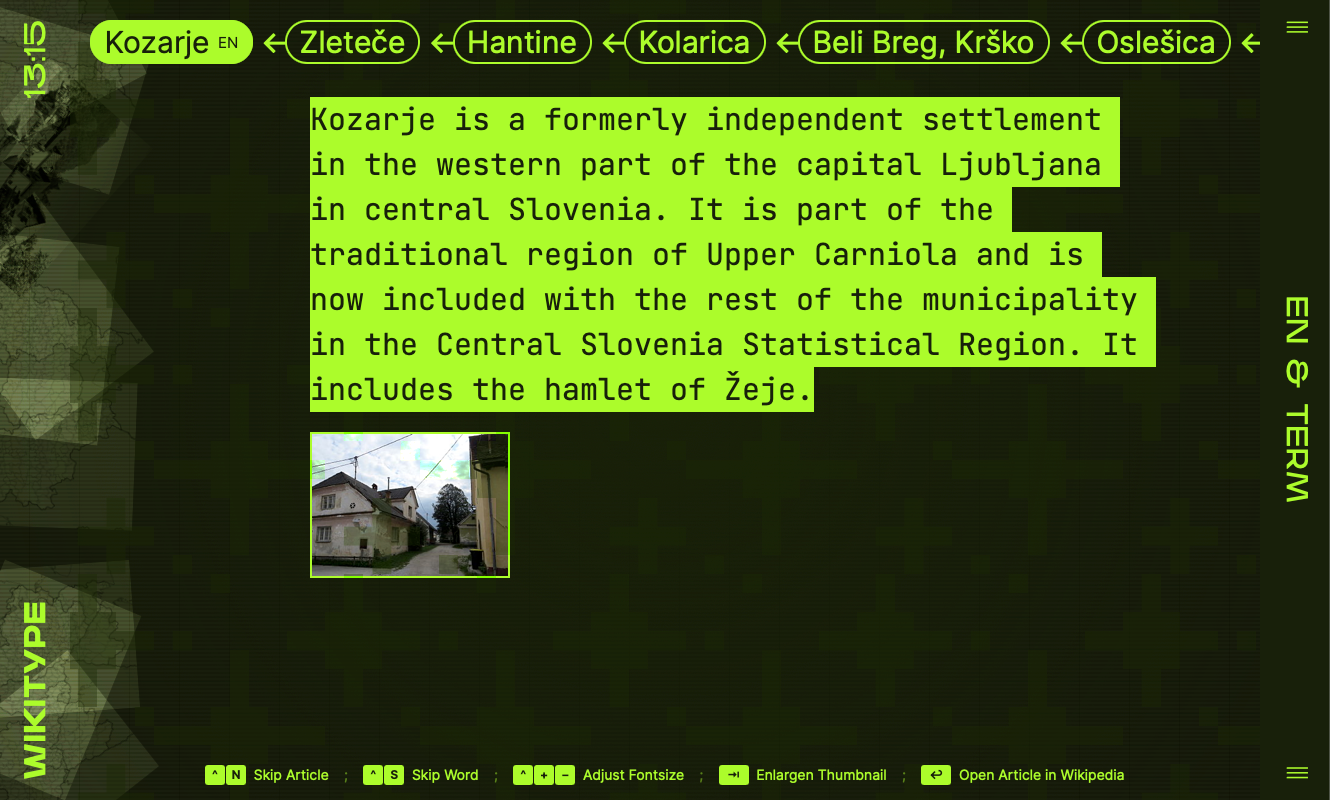 13:15
Kozarje EN ← Zleteče ← Hantine ← Kolarica ← Beli Breg, Krško ← Oslešica ←
Kozarje is a formerly independent settlement
in the western part of the capital Ljubljana
in central Slovenia. It is part of the
traditional region of Upper Carniola and is
now included with the rest of the municipality
in the Central Slovenia Statistical Region. It
includes the hamlet of Žeje.
EN & TERM
WIKITYPE
^ N Skip Article ; ^ S Skip Word ; ^ + − Adjust Fontsize ; ⇥ Enlargen Thumbnail ; ↩ Open Article in Wikipedia